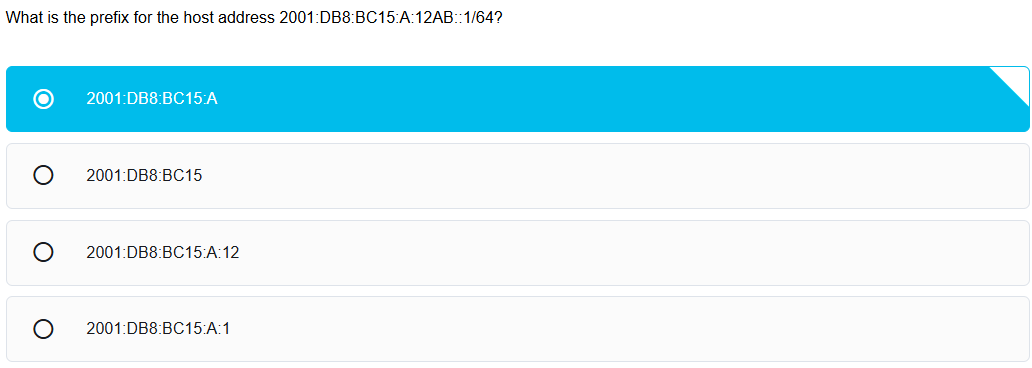 What is the prefix for the host address 2001:DB8:BC15:A:12AB::1/64?
2001:DB8:BC15:A
2001:DB8:BC15
2001:DB8:BC15:A:12
2001:DB8:BC15:A:1